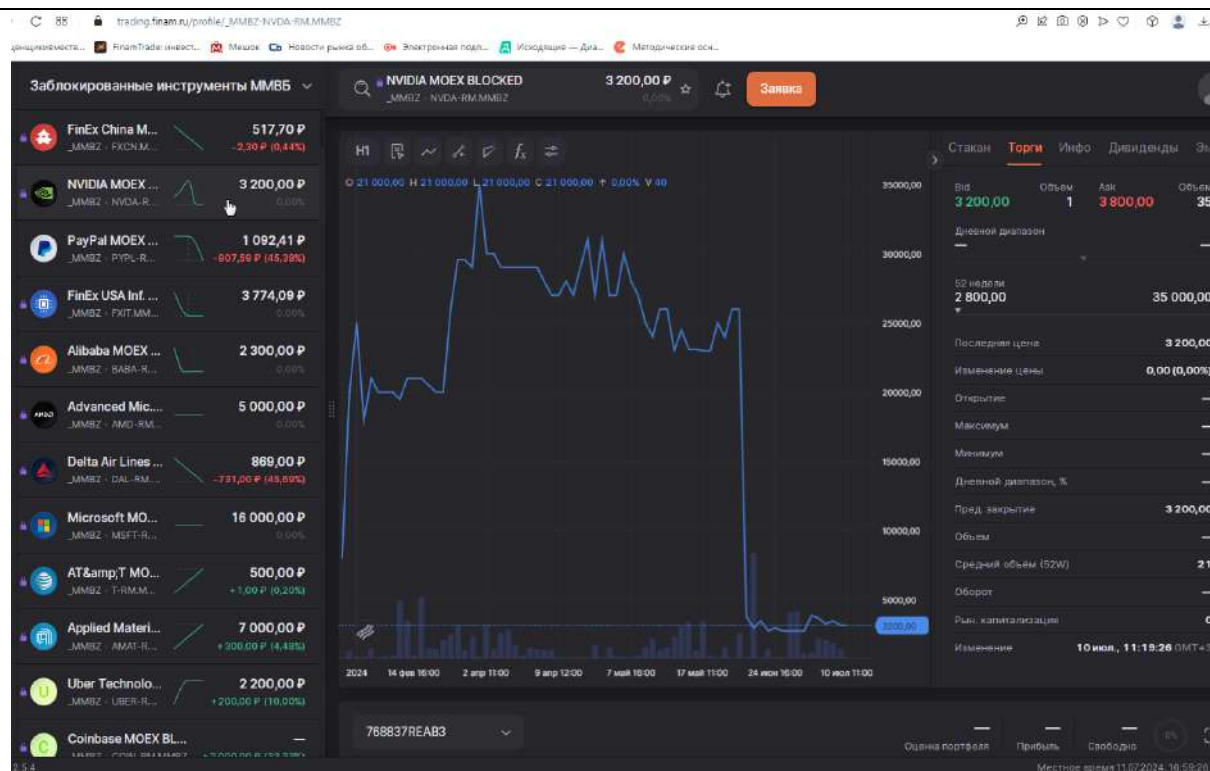 trading.finam.ru/profile/_MMBZ-NVDA-RM.MMBZ
FinamTrade: инвест... Мешок Новости рынка об... Электронная подп... Исходящие — Диа... Методические осн...
Заблокированные инструменты ММВБ
NVIDIA MOEX BLOCKED
_MMBZ · NVDA-RM.MMBZ
3 200,00 ₽
0,00%
Заявка
FinEx China M...
517,70 ₽
_MMBZ · FXCN.M...
-2,30 ₽ (0,44%)
NVIDIA MOEX ...
3 200,00 ₽
_MMBZ · NVDA-R...
0,00%
PayPal MOEX ...
1 092,41 ₽
_MMBZ · PYPL-R...
-907,59 ₽ (45,38%)
FinEx USA Inf. ...
3 774,09 ₽
_MMBZ · FXIT.MM...
0,00%
Alibaba MOEX ...
2 300,00 ₽
_MMBZ · BABA-R...
0,00%
Advanced Mic...
5 000,00 ₽
_MMBZ · AMD-RM...
0,00%
Delta Air Lines ...
869,00 ₽
_MMBZ · DAL-RM...
-731,00 ₽ (45,69%)
Microsoft MO...
16 000,00 ₽
_MMBZ · MSFT-R...
0,00%
AT&amp;T MO...
500,00 ₽
_MMBZ · T-RM.M...
+1,00 ₽ (0,20%)
Applied Materi...
7 000,00 ₽
_MMBZ · AMAT-R...
+300,00 ₽ (4,48%)
Uber Technolo...
2 200,00 ₽
_MMBZ · UBER-R...
+200,00 ₽ (10,00%)
Coinbase MOEX BL...
—
2.5.4
H1
O 21 000,00 H 21 000,00 L 21 000,00 C 21 000,00 + 0,00% V 40
35000,00
30000,00
25000,00
20000,00
15000,00
10000,00
5000,00
3200,00
2024 14 фев 16:00 2 апр 11:00 9 апр 12:00 7 май 16:00 17 май 11:00 24 июн 16:00 10 июл 11:00
Стакан Торги Инфо Дивиденды
Bid Объем Ask Объем
3 200,00 1 3 800,00 35
Дневной диапазон
— —
52 недели
2 800,00 35 000,00
Последняя цена 3 200,00
Изменение цены 0,00 (0,00%)
Открытие —
Максимум —
Минимум —
Дневной диапазон, % —
Пред. закрытие 3 200,00
Объем —
Средний объём (52W) 21
Оборот —
Рын. капитализация 0
Изменение 10 июл., 11:19:26 GMT+3
768837REAB3
— — —
Оценка портфеля Прибыль Свободно
Местное время 11.07.2024, 16:59:26